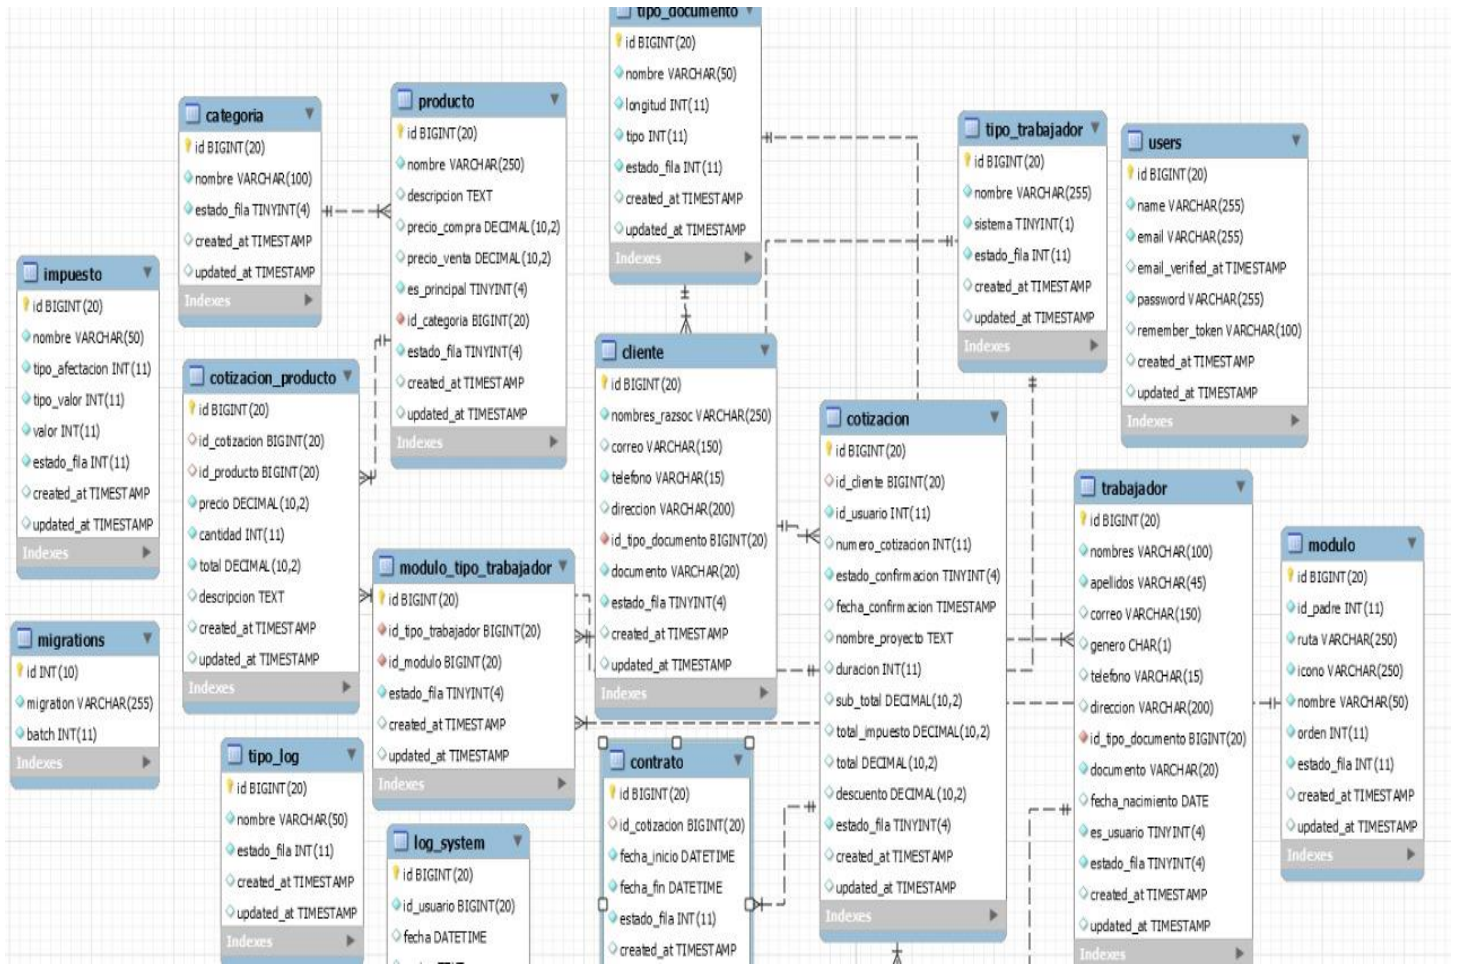 tipo_documento
id BIGINT(20)
nombre VARCHAR(50)
longitud INT(11)
tipo INT(11)
estado_fila INT(11)
created_at TIMESTAMP
updated_at TIMESTAMP
Indexes
categoria
id BIGINT(20)
nombre VARCHAR(100)
estado_fila TINYINT(4)
created_at TIMESTAMP
updated_at TIMESTAMP
Indexes
producto
id BIGINT(20)
nombre VARCHAR(250)
descripcion TEXT
precio_compra DECIMAL(10,2)
precio_venta DECIMAL(10,2)
es_principal TINYINT(4)
id_categoria BIGINT(20)
estado_fila TINYINT(4)
created_at TIMESTAMP
updated_at TIMESTAMP
Indexes
tipo_trabajador
id BIGINT(20)
nombre VARCHAR(255)
sistema TINYINT(1)
estado_fila INT(11)
created_at TIMESTAMP
updated_at TIMESTAMP
Indexes
users
id BIGINT(20)
name VARCHAR(255)
email VARCHAR(255)
email_verified_at TIMESTAMP
password VARCHAR(255)
remember_token VARCHAR(100)
created_at TIMESTAMP
updated_at TIMESTAMP
Indexes
impuesto
id BIGINT(20)
nombre VARCHAR(50)
tipo_afectacion INT(11)
tipo_valor INT(11)
valor INT(11)
estado_fila INT(11)
created_at TIMESTAMP
updated_at TIMESTAMP
Indexes
cotizacion_producto
id BIGINT(20)
id_cotizacion BIGINT(20)
id_producto BIGINT(20)
precio DECIMAL(10,2)
cantidad INT(11)
total DECIMAL(10,2)
descripcion TEXT
created_at TIMESTAMP
updated_at TIMESTAMP
Indexes
cliente
id BIGINT(20)
nombres_razsoc VARCHAR(250)
correo VARCHAR(150)
telefono VARCHAR(15)
direccion VARCHAR(200)
id_tipo_documento BIGINT(20)
documento VARCHAR(20)
estado_fila TINYINT(4)
created_at TIMESTAMP
updated_at TIMESTAMP
Indexes
cotizacion
id BIGINT(20)
id_cliente BIGINT(20)
id_usuario INT(11)
numero_cotizacion INT(11)
estado_confirmacion TINYINT(4)
fecha_confirmacion TIMESTAMP
nombre_proyecto TEXT
duracion INT(11)
sub_total DECIMAL(10,2)
total_impuesto DECIMAL(10,2)
total DECIMAL(10,2)
descuento DECIMAL(10,2)
estado_fila TINYINT(4)
created_at TIMESTAMP
updated_at TIMESTAMP
Indexes
trabajador
id BIGINT(20)
nombres VARCHAR(100)
apellidos VARCHAR(45)
correo VARCHAR(150)
genero CHAR(1)
telefono VARCHAR(15)
direccion VARCHAR(200)
id_tipo_documento BIGINT(20)
documento VARCHAR(20)
fecha_nacimiento DATE
es_usuario TINYINT(4)
estado_fila TINYINT(4)
created_at TIMESTAMP
updated_at TIMESTAMP
Indexes
modulo
id BIGINT(20)
id_padre INT(11)
ruta VARCHAR(250)
icono VARCHAR(250)
nombre VARCHAR(50)
orden INT(11)
estado_fila INT(11)
created_at TIMESTAMP
updated_at TIMESTAMP
Indexes
modulo_tipo_trabajador
id BIGINT(20)
id_tipo_trabajador BIGINT(20)
id_modulo BIGINT(20)
estado_fila TINYINT(4)
created_at TIMESTAMP
updated_at TIMESTAMP
Indexes
migrations
id INT(10)
migration VARCHAR(255)
batch INT(11)
Indexes
tipo_log
id BIGINT(20)
nombre VARCHAR(50)
estado_fila INT(11)
created_at TIMESTAMP
updated_at TIMESTAMP
Indexes
log_system
id BIGINT(20)
id_usuario BIGINT(20)
fecha DATETIME
contrato
id BIGINT(20)
id_cotizacion BIGINT(20)
fecha_inicio DATETIME
fecha_fin DATETIME
estado_fila INT(11)
created_at TIMESTAMP